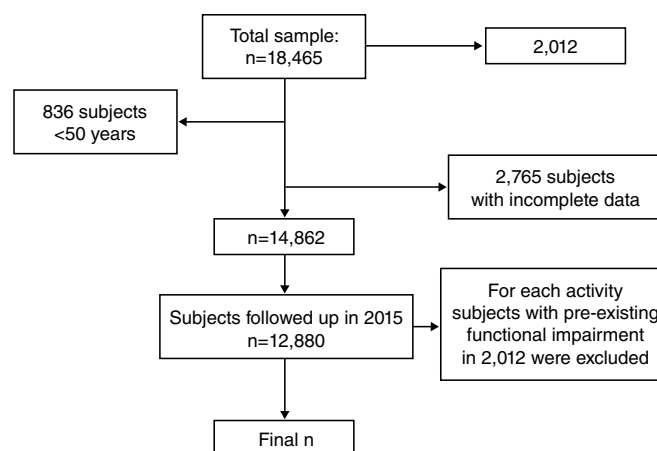 Total sample:
n=18,465
2,012
836 subjects
<50 years
2,765 subjects
with incomplete data
n=14,862
Subjects followed up in 2015
n=12,880
For each activity
subjects with pre-existing
functional impairment
in 2,012 were excluded
Final n